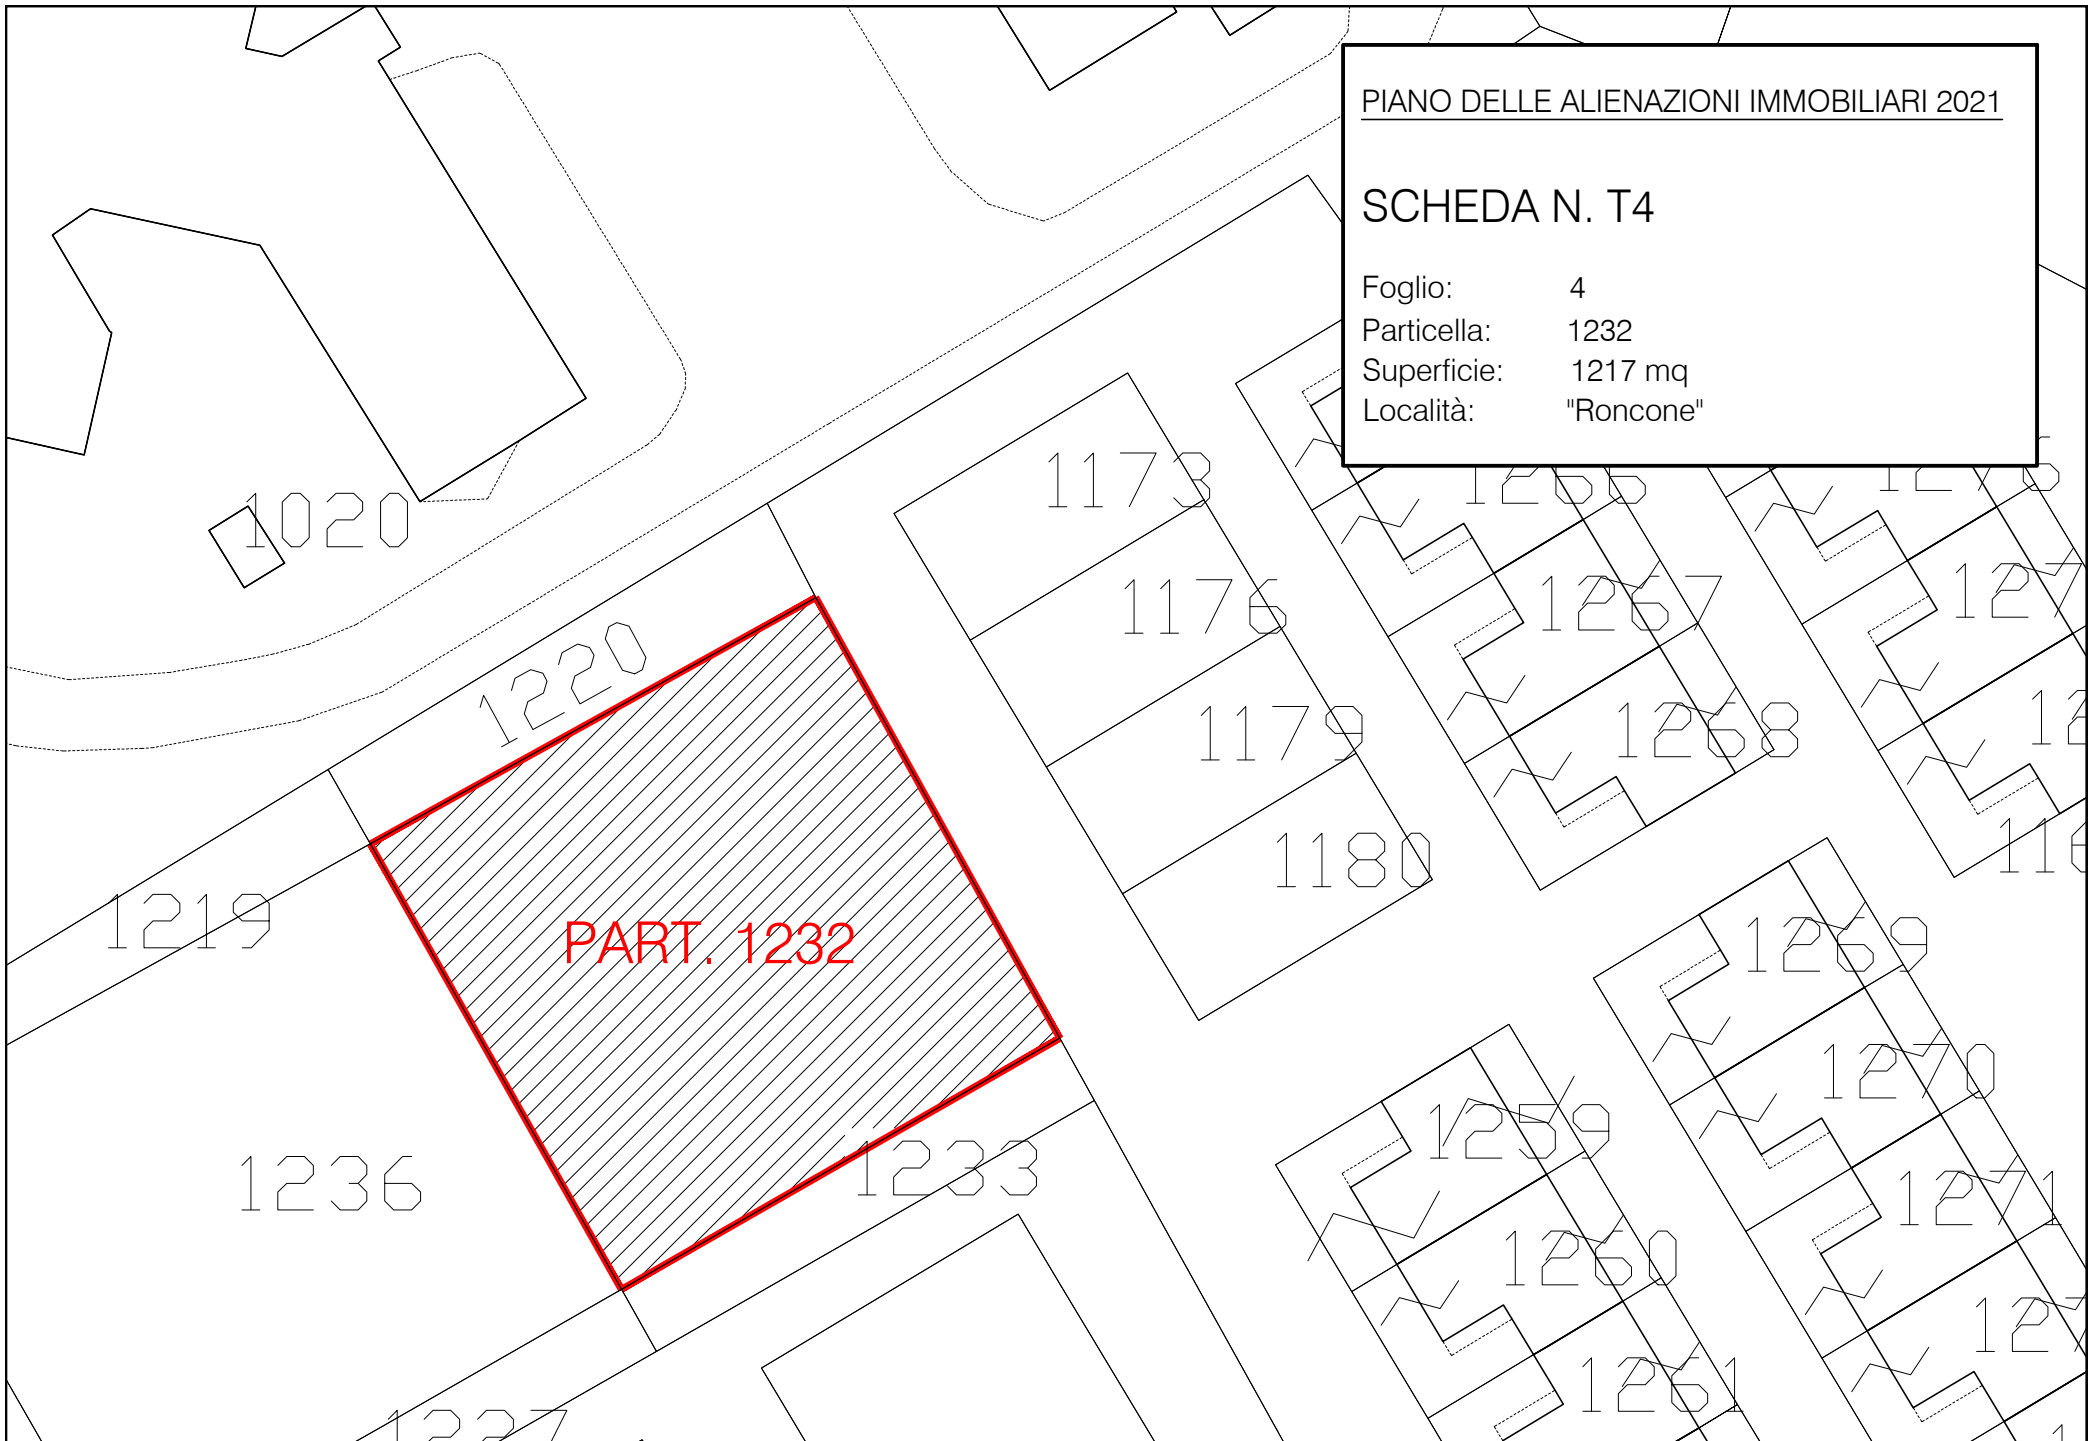 PIANO DELLE ALIENAZIONI IMMOBILIARI 2021
SCHEDA N. T4
Foglio: 4
Particella: 1232
Superficie: 1217 mq
Località: "Roncone"
1173
1020
1176
1267
1220
1179
1268
1180
1219
PART. 1232
1269
1270
1259
1233
1236
1271
1260
1261